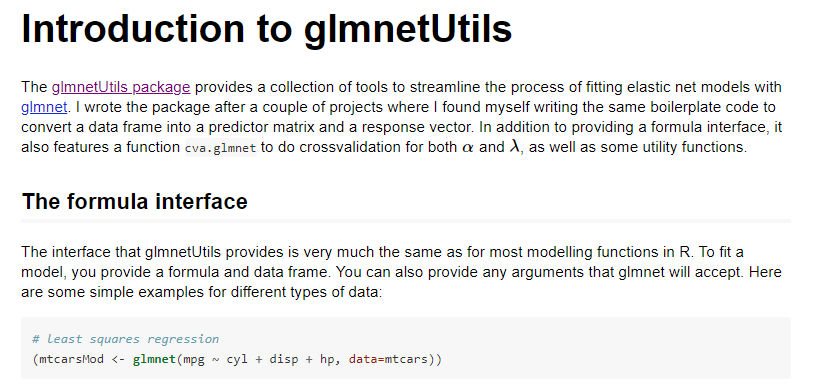 Introduction to glmnetUtils
The glmnetUtils package provides a collection of tools to streamline the process of fitting elastic net models with
glmnet. I wrote the package after a couple of projects where I found myself writing the same boilerplate code to
convert a data frame into a predictor matrix and a response vector. In addition to providing a formula interface, it
also features a function cva.glmnet to do crossvalidation for both α and λ, as well as some utility functions.
The formula interface
The interface that glmnetUtils provides is very much the same as for most modelling functions in R. To fit a
model, you provide a formula and data frame. You can also provide any arguments that glmnet will accept. Here
are some simple examples for different types of data:
# least squares regression
(mtcarsMod <- glmnet(mpg ~ cyl + disp + hp, data=mtcars))